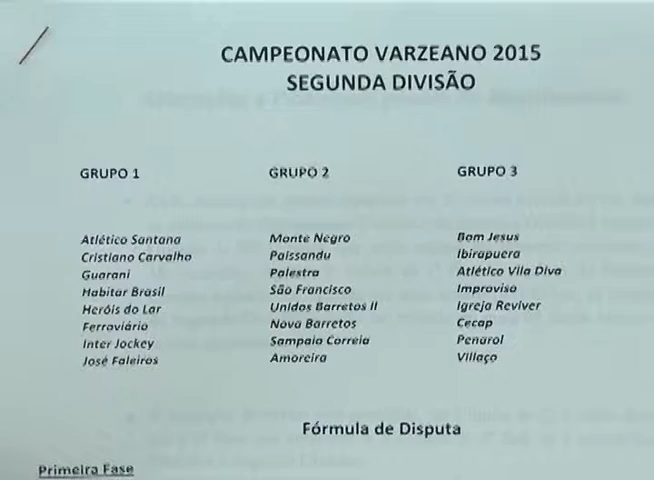 CAMPEONATO VARZEANO 2015
SEGUNDA DIVISÃO
GRUPO 1 GRUPO 2 GRUPO 3
Atlético Santana Monte Negro Bom Jesus
Cristiano Carvalho Paissandu Ibirapuera
Guarani Palestra Atlético Vila Diva
Habitar Brasil São Francisco Improviso
Heróis do Lar Unidos Barretos II Igreja Reviver
Ferroviário Nova Barretos Cecap
Inter Jockey Sampaio Correia Penarol
José Faleiros Amoreira Villaço
Fórmula de Disputa
Primeira Fase